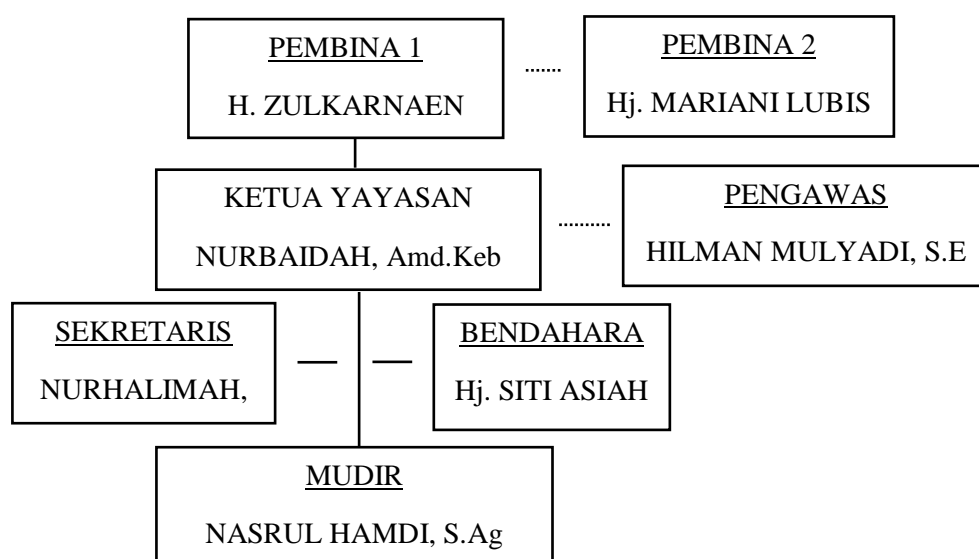 PEMBINA 1
H. ZULKARNAEN
PEMBINA 2
Hj. MARIANI LUBIS
KETUA YAYASAN
NURBAIDAH, Amd.Keb
PENGAWAS
HILMAN MULYADI, S.E
SEKRETARIS
NURHALIMAH,
BENDAHARA
Hj. SITI ASIAH
MUDIR
NASRUL HAMDI, S.Ag